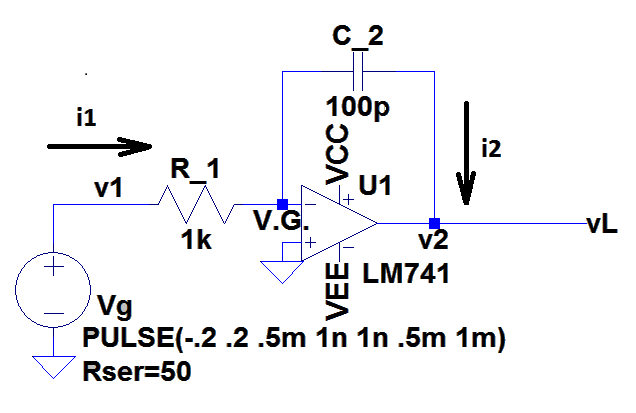 C_2
100p
i1
i2
R_1
VCC
U1
v1
V.G.
v2
vL
1k
VEE
LM741
Vg
PULSE(-.2 .2 .5m 1n 1n .5m 1m)
Rser=50